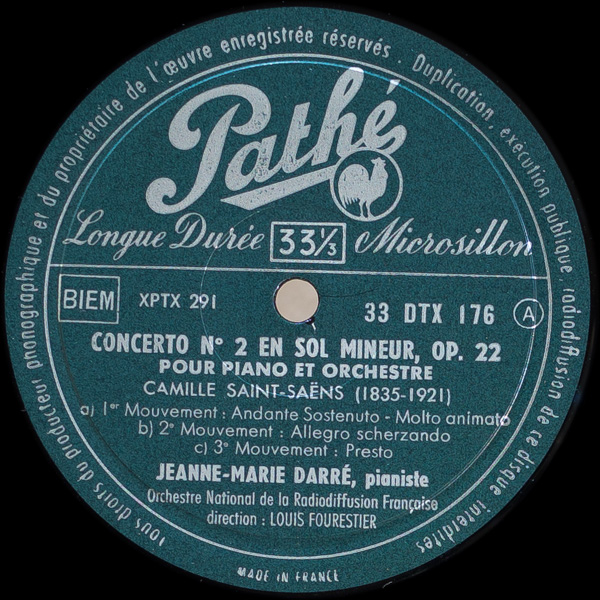 Tous droits du producteur phonographique et du propriétaire de l'œuvre enregistrée réservés · Duplication, exécution publique, radiodiffusion de ce disque interdites
Pathé
Longue Durée 33⅓ Microsillon
BIEM XPTX 291 33 DTX 176 A
CONCERTO N° 2 EN SOL MINEUR, OP. 22
POUR PIANO ET ORCHESTRE
CAMILLE SAINT-SAËNS (1835-1921)
a) 1er Mouvement : Andante Sostenuto - Molto animato
b) 2e Mouvement : Allegro scherzando
c) 3e Mouvement : Presto
JEANNE-MARIE DARRÉ, pianiste
Orchestre National de la Radiodiffusion Française
direction : LOUIS FOURESTIER
MADE IN FRANCE